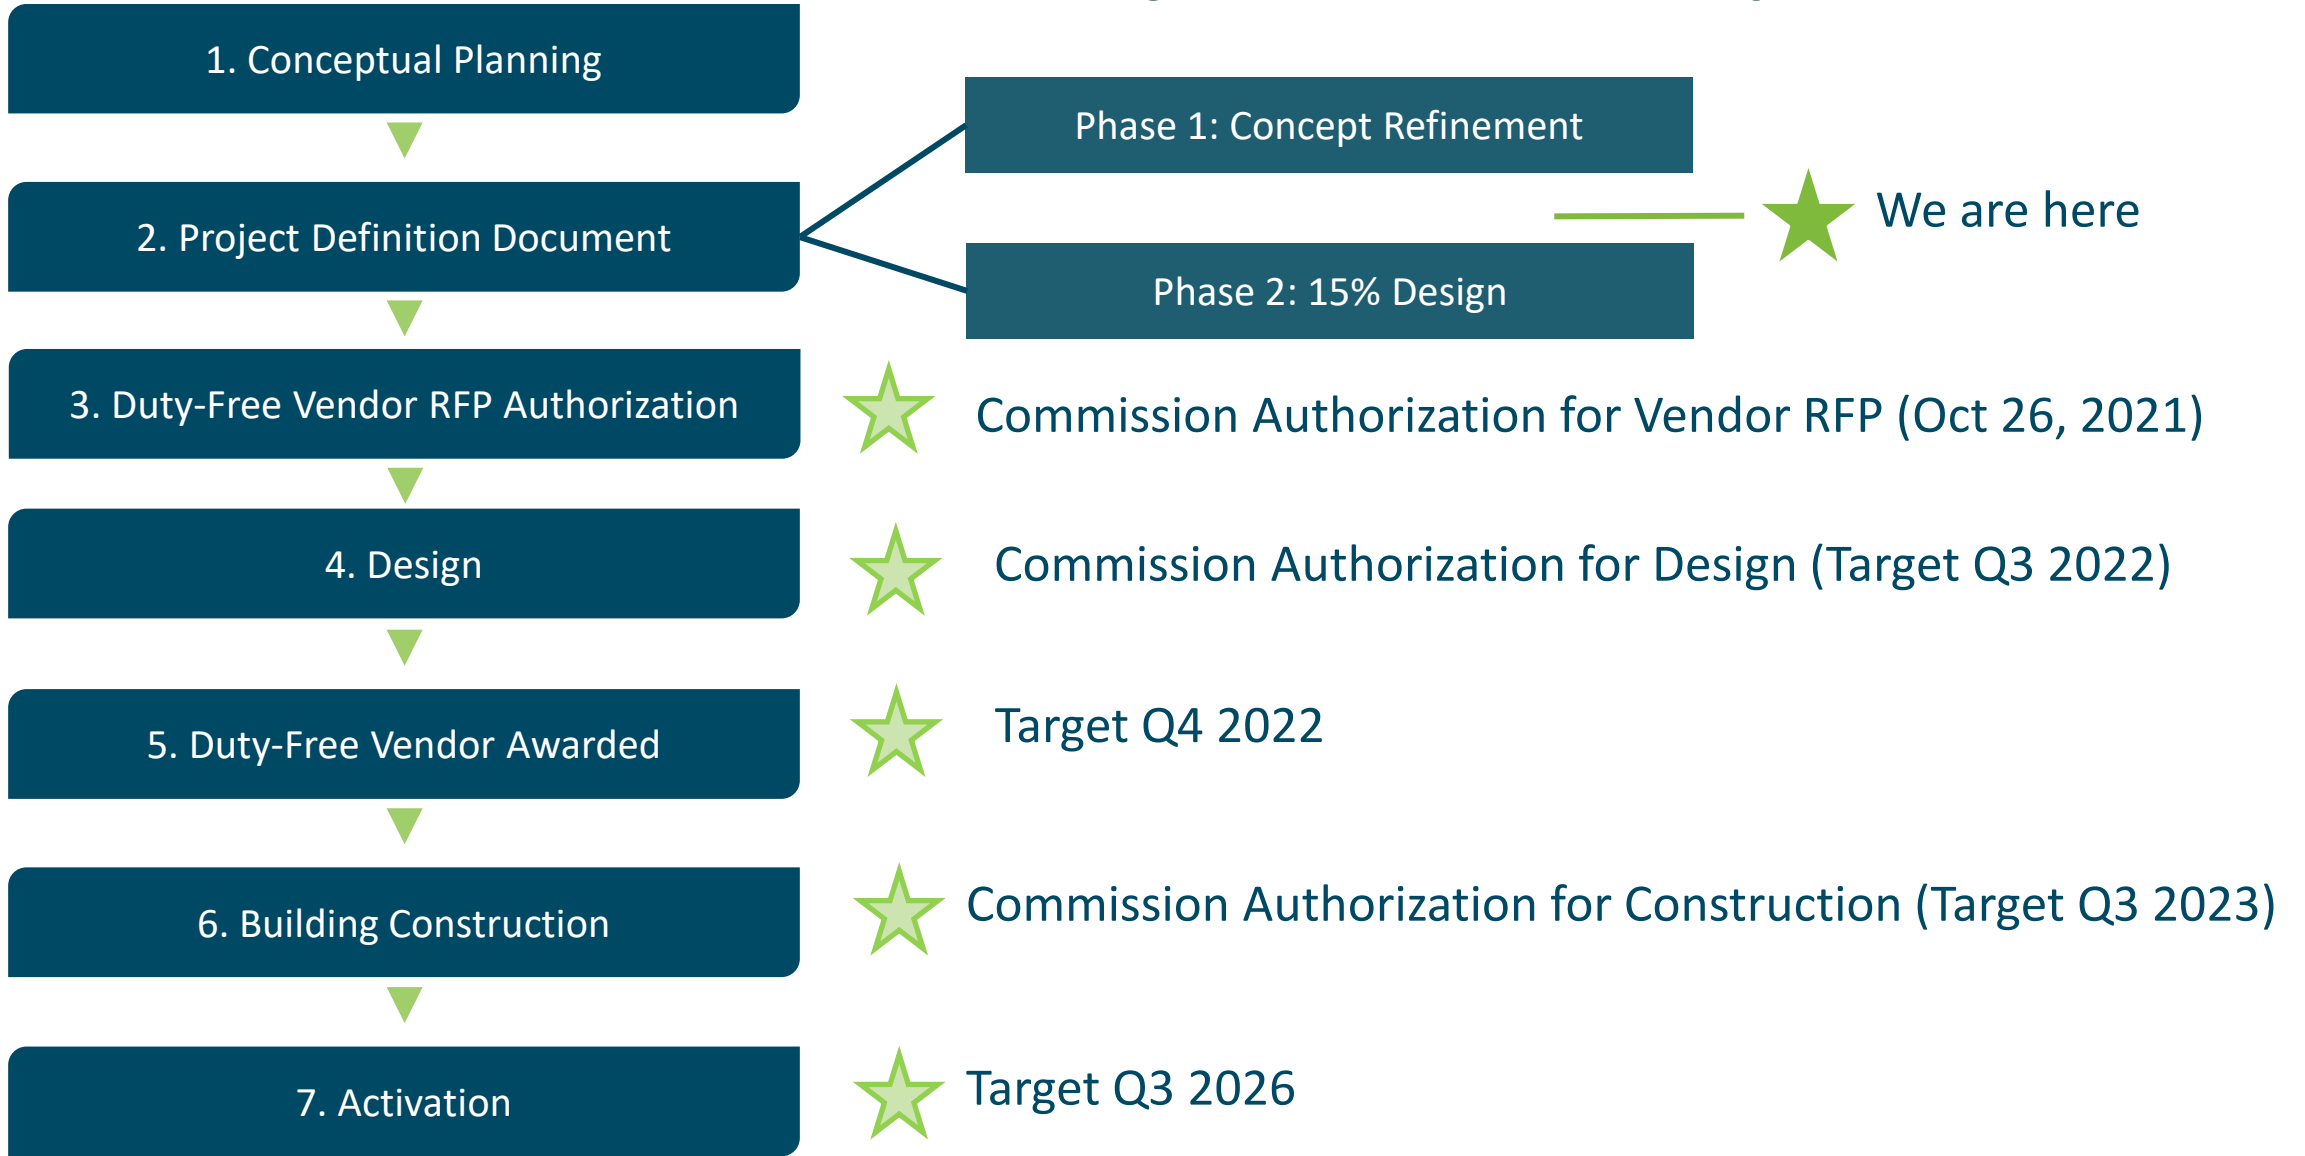 1. Conceptual Planning
Phase 1: Concept Refinement
We are here
2. Project Definition Document
Phase 2: 15% Design
3. Duty-Free Vendor RFP Authorization
Commission Authorization for Vendor RFP (Oct 26, 2021)
4. Design
Commission Authorization for Design (Target Q3 2022)
5. Duty-Free Vendor Awarded
Target Q4 2022
6. Building Construction
Commission Authorization for Construction (Target Q3 2023)
7. Activation
Target Q3 2026